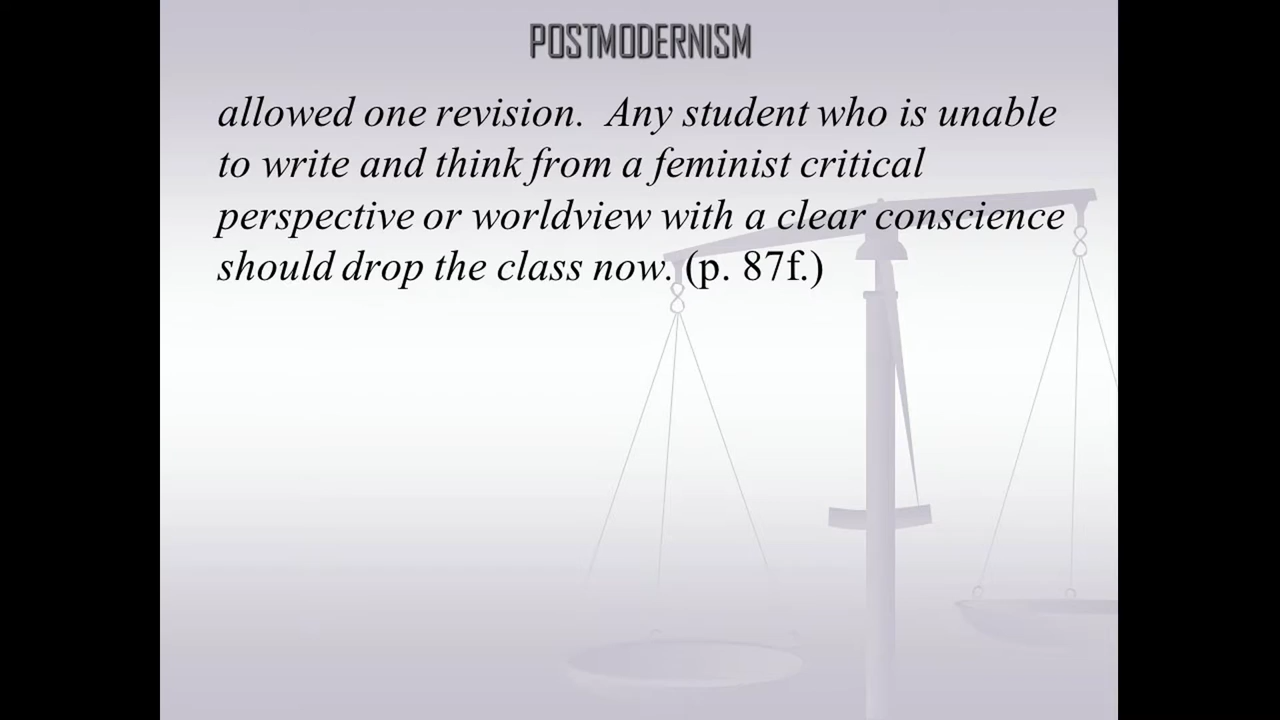 POSTMODERNISM
allowed one revision.  Any student who is unable
to write and think from a feminist critical
perspective or worldview with a clear conscience
should drop the class now. (p. 87f.)